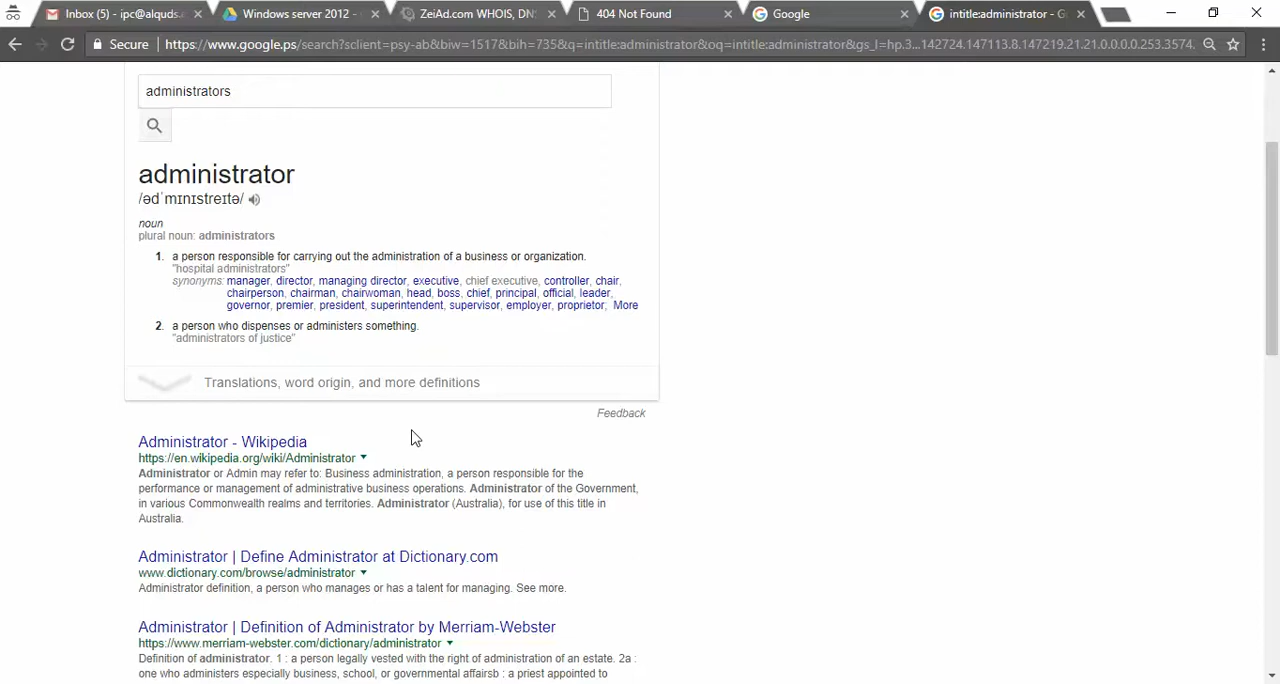 Inbox (5) - ipc@alquds.
Windows server 2012 -
ZeiAd.com WHOIS, DN
404 Not Found
Google
intitle:administrator - G
Secure
https://www.google.ps/search?sclient=psy-ab&biw=1517&bih=735&q=intitle:administrator&oq=intitle:administrator&gs_l=hp.3...142724.147113.8.147219.21.21.0.0.0.0.253.3574.
administrators
administrator
/ədˈmɪnɪstreɪtə/
noun
plural noun: administrators
1. a person responsible for carrying out the administration of a business or organization.
"hospital administrators"
synonyms: manager, director, managing director, executive, chief executive, controller, chair,
chairperson, chairman, chairwoman, head, boss, chief, principal, official, leader,
governor, premier, president, superintendent, supervisor, employer, proprietor, More
2. a person who dispenses or administers something.
"administrators of justice"
Translations, word origin, and more definitions
Feedback
Administrator - Wikipedia
https://en.wikipedia.org/wiki/Administrator
Administrator or Admin may refer to: Business administration, a person responsible for the
performance or management of administrative business operations. Administrator of the Government,
in various Commonwealth realms and territories. Administrator (Australia), for use of this title in
Australia.
Administrator | Define Administrator at Dictionary.com
www.dictionary.com/browse/administrator
Administrator definition, a person who manages or has a talent for managing. See more.
Administrator | Definition of Administrator by Merriam-Webster
https://www.merriam-webster.com/dictionary/administrator
Definition of administrator. 1 : a person legally vested with the right of administration of an estate. 2a :
one who administers especially business, school, or governmental affairsb : a priest appointed to